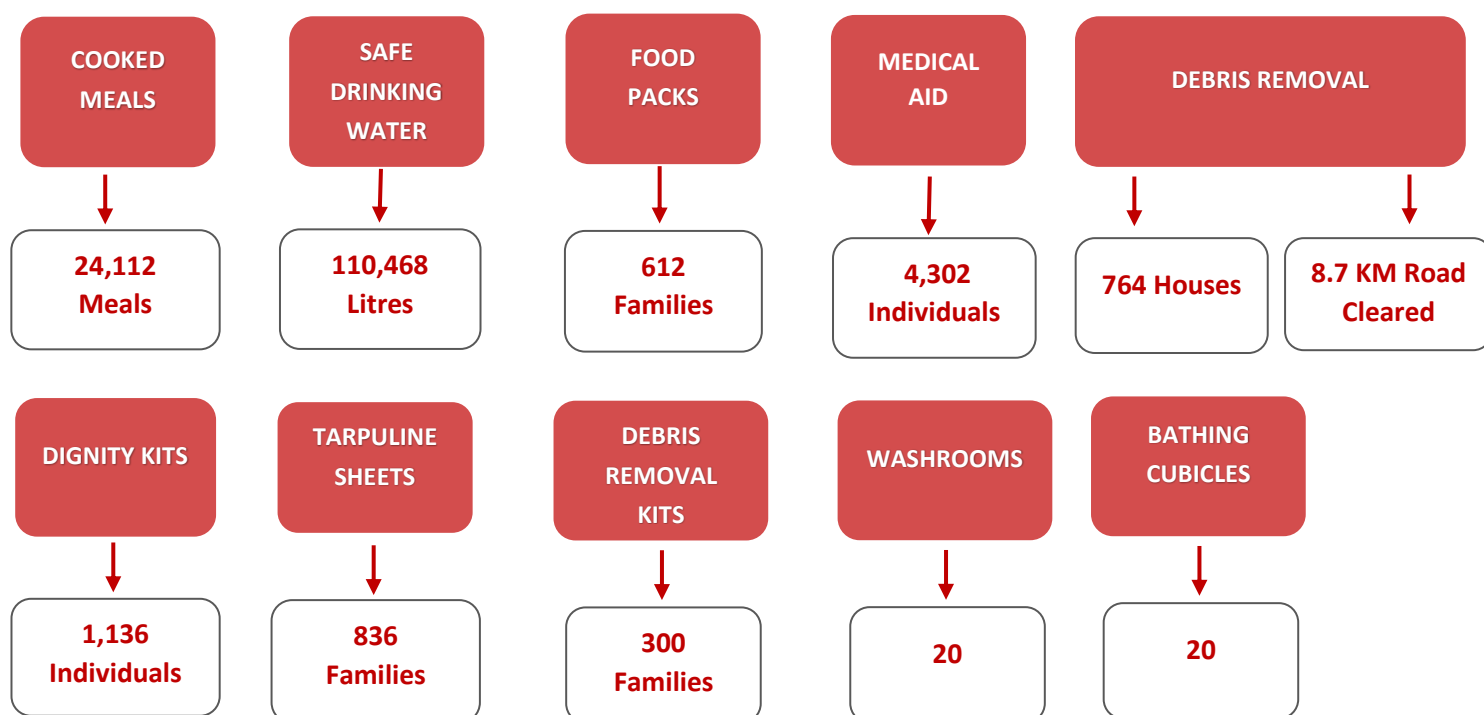 COOKED
MEALS
SAFE
DRINKING
WATER
FOOD
PACKS
MEDICAL
AID
DEBRIS REMOVAL
24,112
Meals
110,468
Litres
612
Families
4,302
Individuals
764 Houses
8.7 KM Road
Cleared
DIGNITY KITS
TARPULINE
SHEETS
DEBRIS
REMOVAL
KITS
WASHROOMS
BATHING
CUBICLES
1,136
Individuals
836
Families
300
Families
20
20